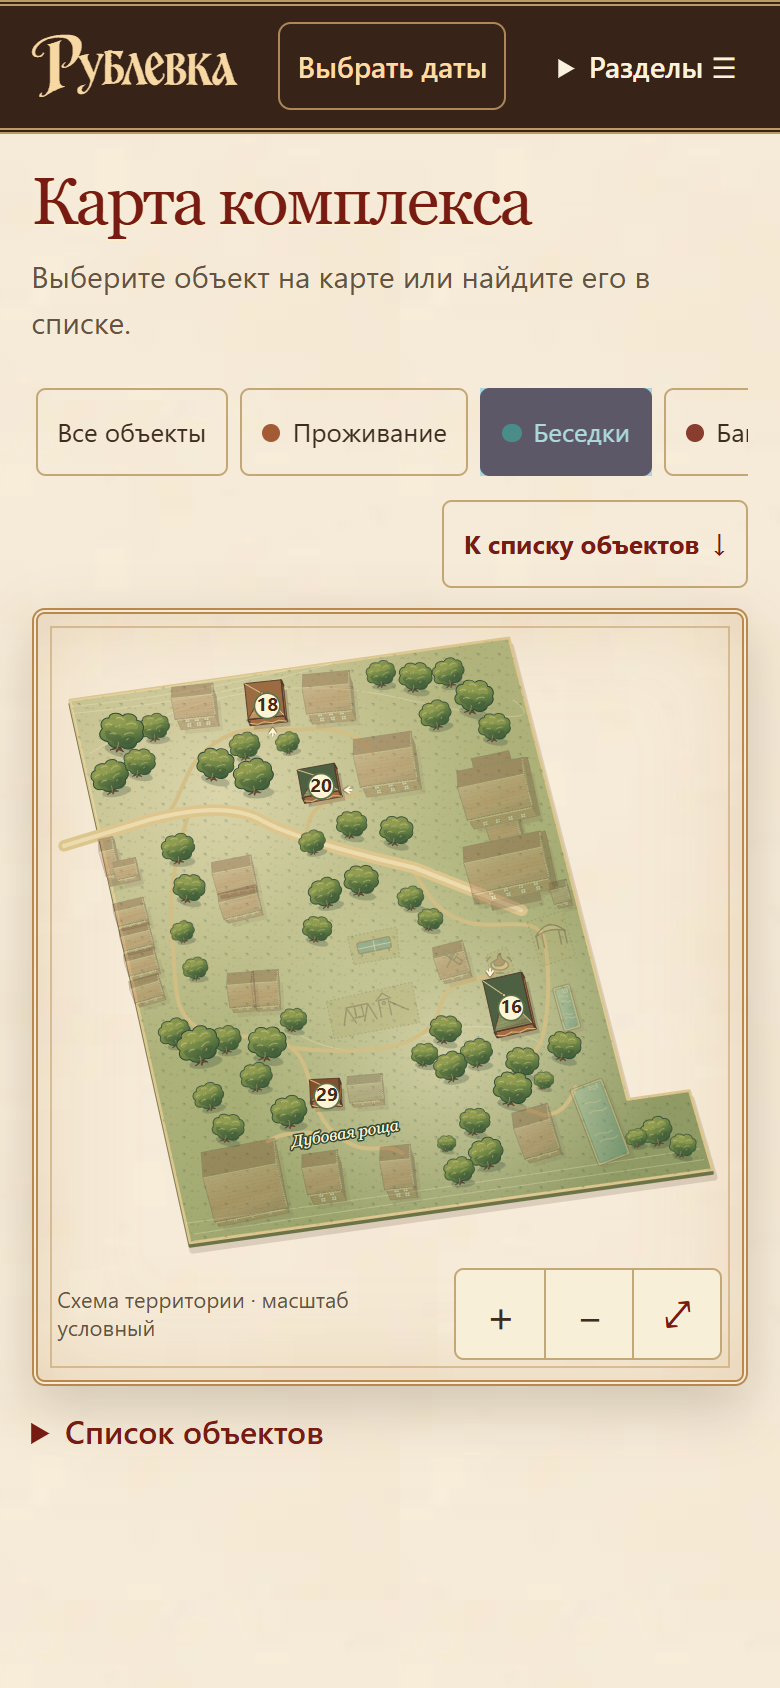 Рублевка
Выбрать даты
Разделы
Карта комплекса
Выберите объект на карте или найдите его в
списке.
Все объекты
Проживание
Беседки
К списку объектов ↓
18
20
16
29
Дубовая роща
Схема территории · масштаб
условный
+
−
Список объектов